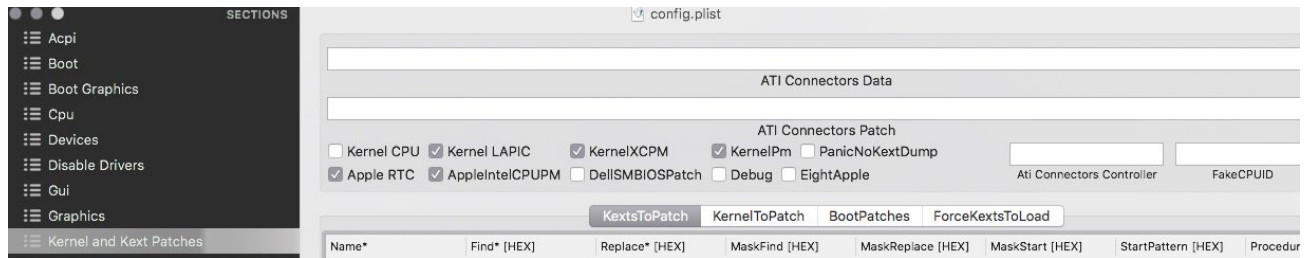 SECTIONS
Acpi
Boot
Boot Graphics
Cpu
Devices
Disable Drivers
Gui
Graphics
Kernel and Kext Patches
config.plist
ATI Connectors Data
ATI Connectors Patch
Kernel CPU Kernel LAPIC KernelXCPM KernelPm PanicNoKextDump
Apple RTC AppleIntelCPUPM DellSMBIOSPatch Debug EightApple
Ati Connectors Controller FakeCPUID
KextsToPatch KernelToPatch BootPatches ForceKextsToLoad
Name* Find* [HEX] Replace* [HEX] MaskFind [HEX] MaskReplace [HEX] MaskStart [HEX] StartPattern [HEX] Procedur